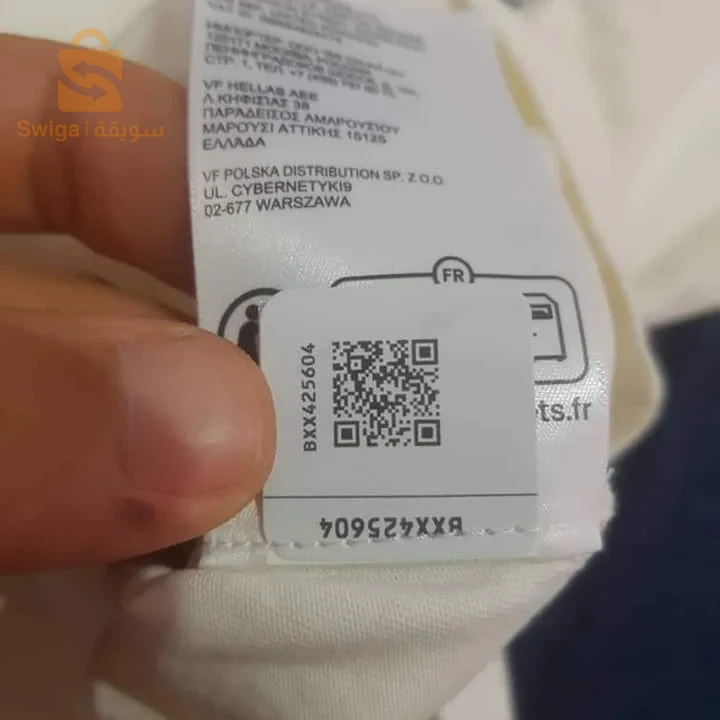 Swiga | سويقة
VF HELLAS AEE
Λ.ΚΗΦΙΣΙΑΣ 38
ΠΑΡΑΔΕΙΣΟΣ ΑΜΑΡΟΥΣΙΟΥ
ΜΑΡΟΥΣΙ ΑΤΤΙΚΗΣ 15125
ΕΛΛΑΔΑ
VF POLSKA DISTRIBUTION SP. Z O.O.
UL. CYBERNETYKI9
02-677 WARSZAWA
FR
BXX425604
ts.fr
BXX425604